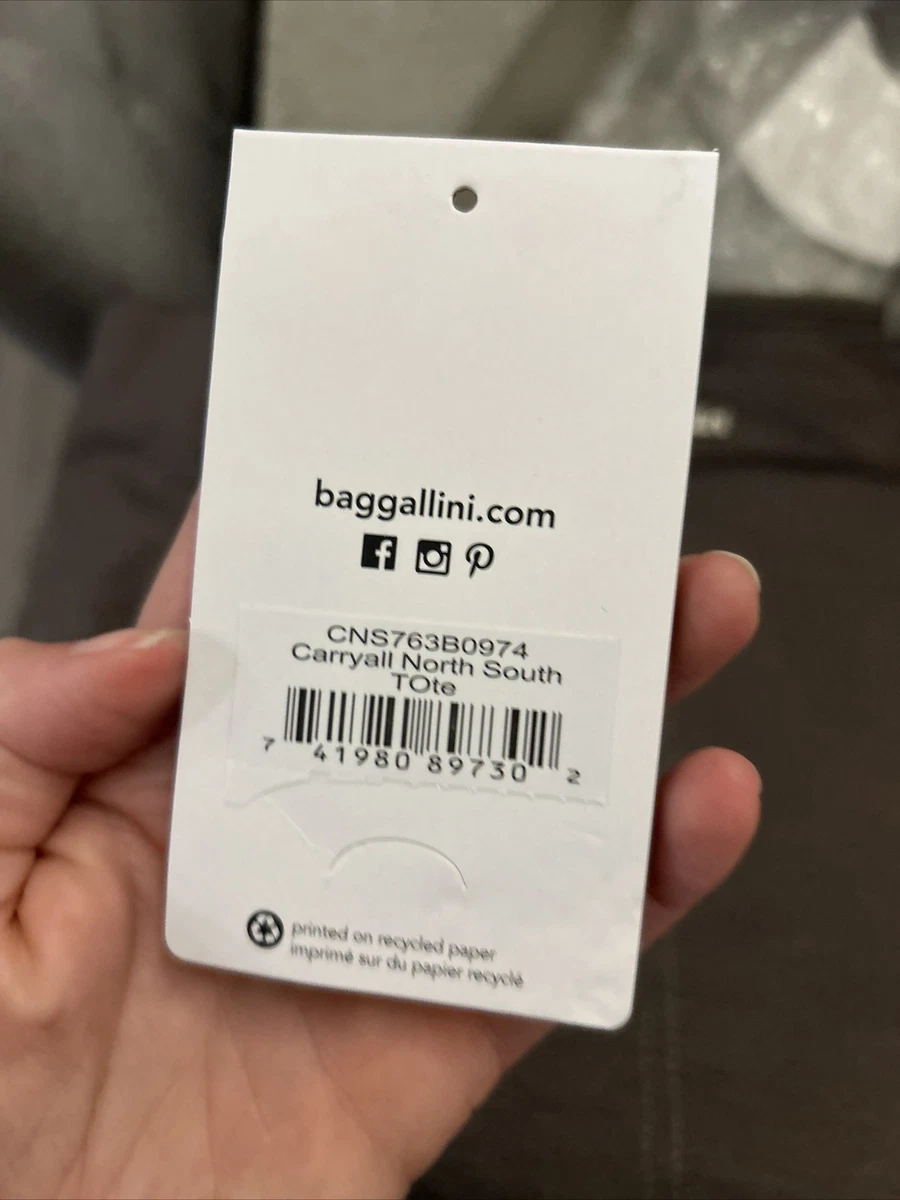 baggallini.com
CNS763B0974
Carryall North South
TOte
7 41980 89730 2
printed on recycled paper
imprimé sur du papier recyclé